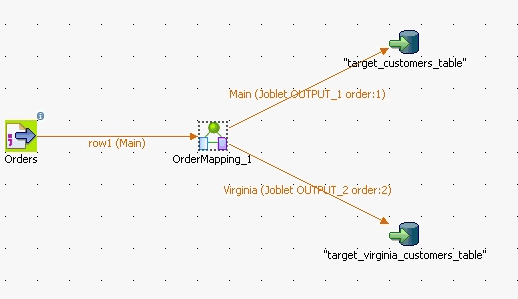 "target_customers_table"
Main (Joblet OUTPUT_1 order:1)
row1 (Main)
Orders
OrderMapping_1
Virginia (Joblet OUTPUT_2 order:2)
"target_virginia_customers_table"